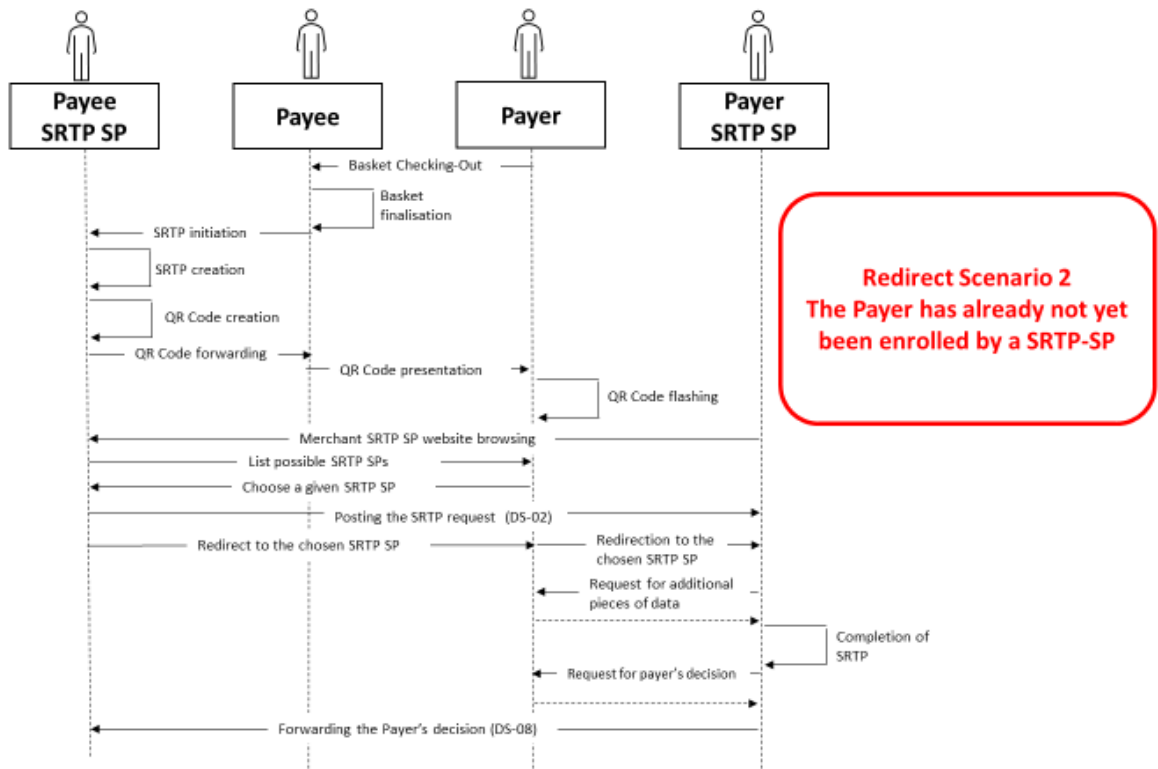 Payee
SRTP SP
Payee
Payer
Payer
SRTP SP
Basket Checking-Out
Basket
finalisation
SRTP initiation
SRTP creation
QR Code creation
QR Code forwarding
QR Code presentation
QR Code flashing
Merchant SRTP SP website browsing
List possible SRTP SPs
Choose a given SRTP SP
Posting the SRTP request (DS-02)
Redirect to the chosen SRTP SP
Redirection to the
chosen SRTP SP
Request for additional
pieces of data
Completion of
SRTP
Request for payer's decision
Forwarding the Payer's decision (DS-08)
Redirect Scenario 2
The Payer has already not yet
been enrolled by a SRTP-SP